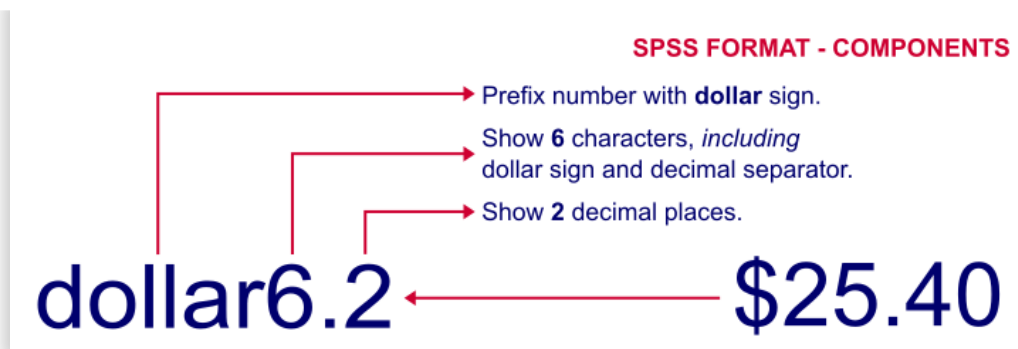 SPSS FORMAT - COMPONENTS
Prefix number with dollar sign.
Show 6 characters, including
dollar sign and decimal separator.
Show 2 decimal places.
dollar6.2
$25.40